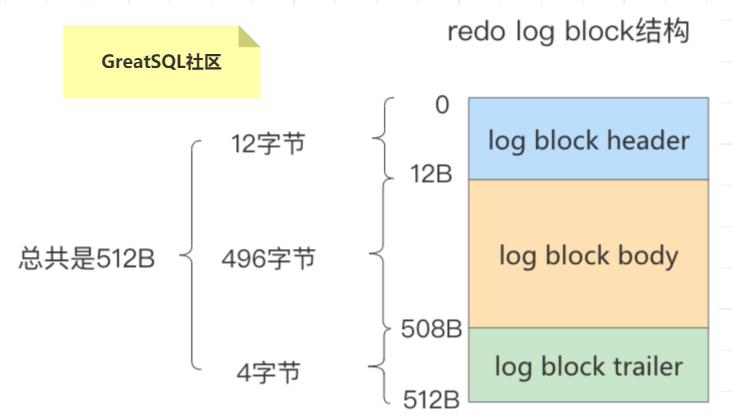 redo log block结构
GreatSQL社区
0
12字节
log block header
12B
总共是512B
496字节
log block body
508B
4字节
log block trailer
512B